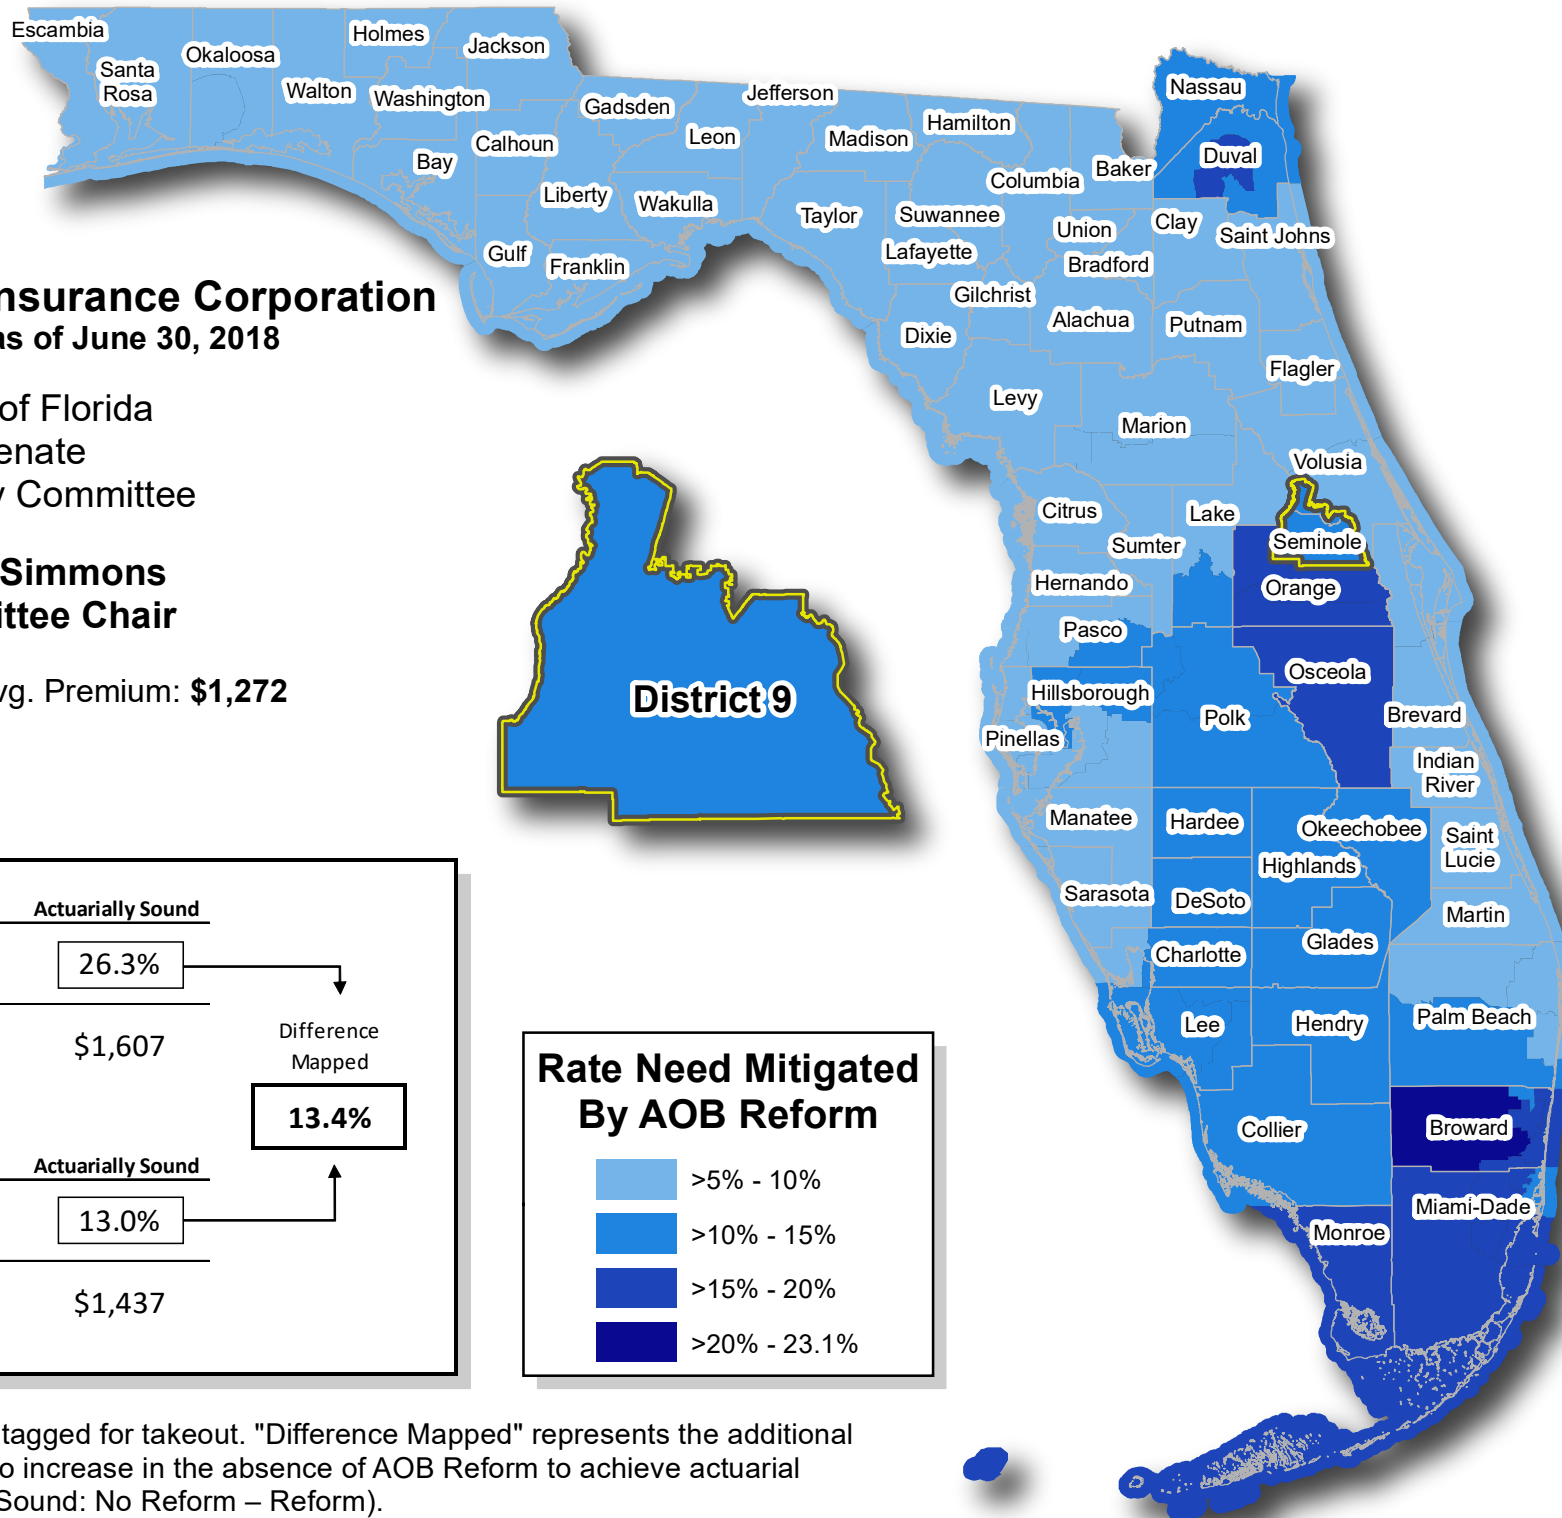 Escambia
Santa
Rosa
Okaloosa
Walton
Holmes
Washington
Jackson
Bay
Calhoun
Gulf
Liberty
Franklin
Gadsden
Leon
Wakulla
Jefferson
Madison
Taylor
Hamilton
Suwannee
Lafayette
Columbia
Baker
Union
Bradford
Gilchrist
Dixie
Alachua
Nassau
Duval
Clay
Saint Johns
Putnam
Flagler
Levy
Marion
Volusia
Citrus
Sumter
Lake
Seminole
Hernando
Orange
Pasco
Osceola
Hillsborough
Pinellas
Polk
Brevard
Indian
River
Manatee
Hardee
Okeechobee
Saint
Lucie
Highlands
Sarasota
DeSoto
Martin
Charlotte
Glades
Lee
Hendry
Palm Beach
Collier
Broward
Monroe
Miami-Dade
nsurance Corporation
as of June 30, 2018
of Florida
enate
y Committee
Simmons
ittee Chair
vg. Premium: $1,272
District 9
Actuarially Sound
26.3%
$1,607
Difference
Mapped
13.4%
Actuarially Sound
13.0%
$1,437
Rate Need Mitigated
By AOB Reform
>5% - 10%
>10% - 15%
>15% - 20%
>20% - 23.1%
tagged for takeout. "Difference Mapped" represents the additional
o increase in the absence of AOB Reform to achieve actuarial
Sound: No Reform – Reform).